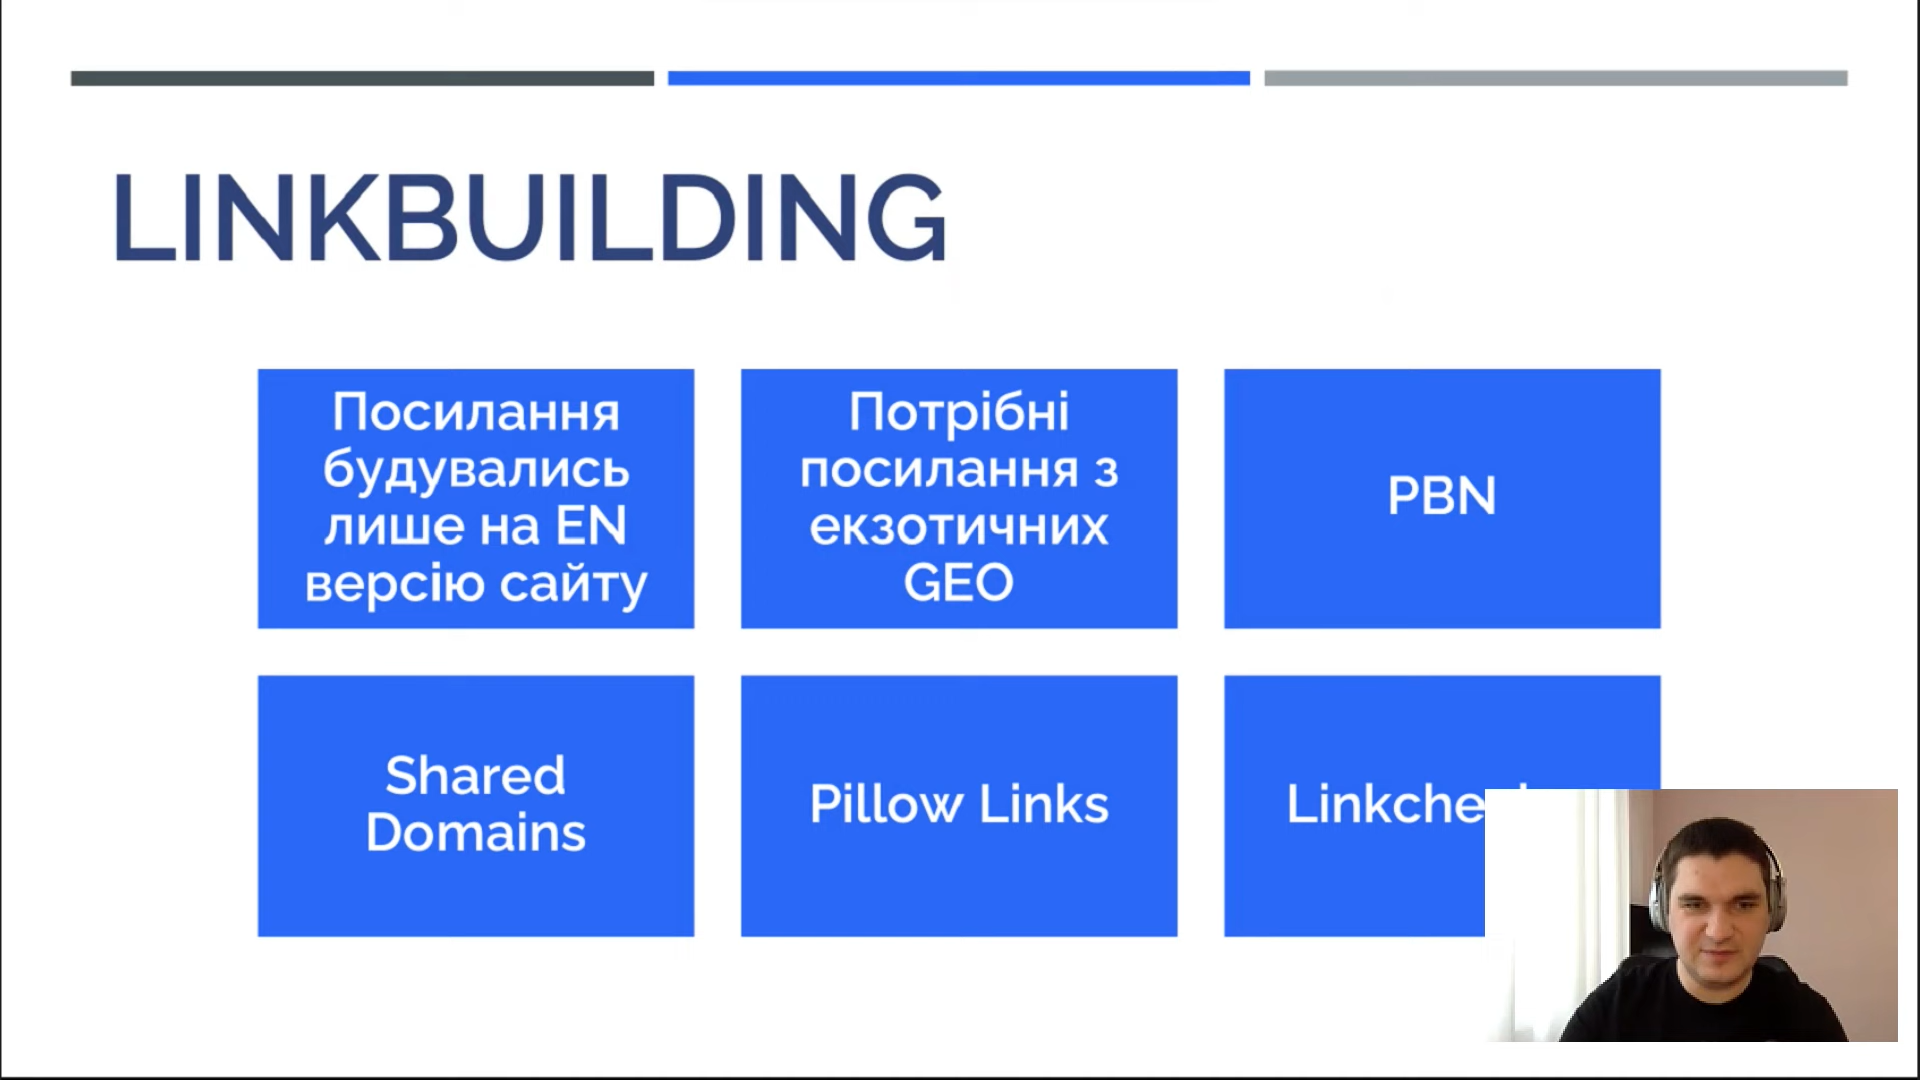 LINKBUILDING
Посилання
будувались
лише на EN
версію сайту
Потрібні
посилання з
екзотичних
GEO
PBN
Shared
Domains
Pillow Links